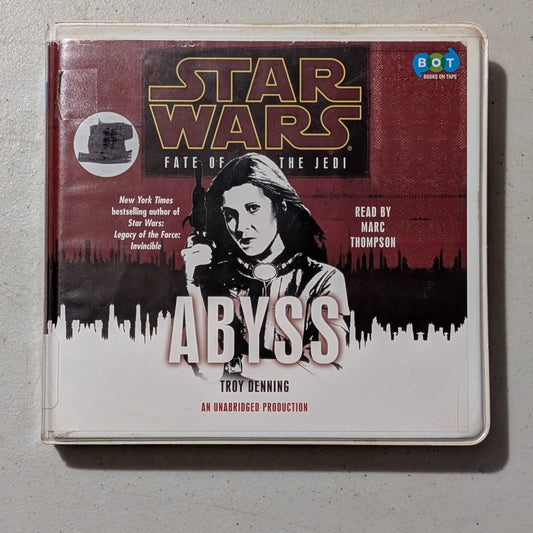 BOT
BOOKS ON TAPE
STAR
WARS®
FATE OF THE JEDI
New York Times
bestselling author of
Star Wars:
Legacy of the Force:
Invincible
READ BY
MARC
THOMPSON
ABYSS
TROY DENNING
AN UNABRIDGED PRODUCTION